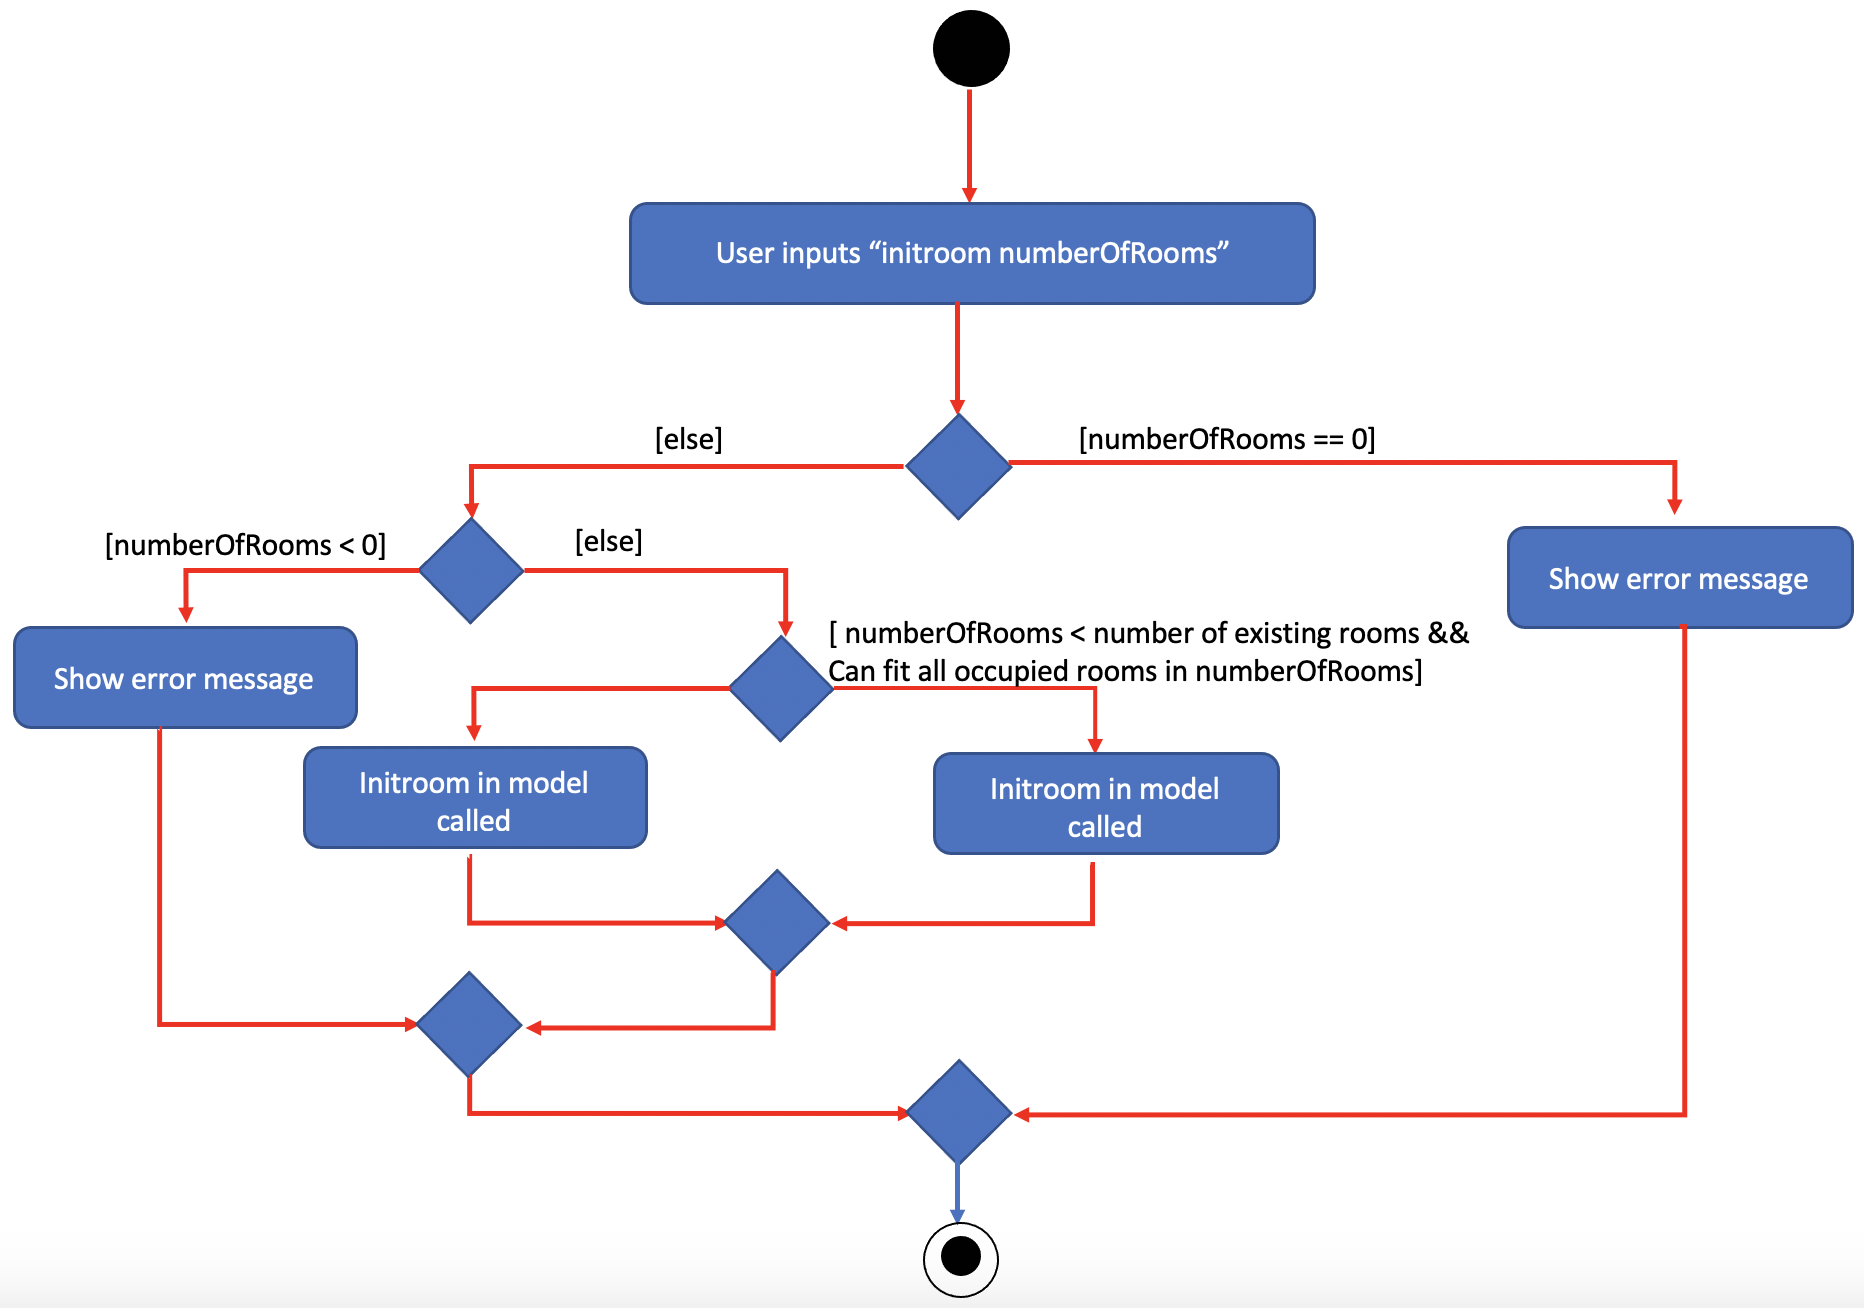 User inputs “initroom numberOfRooms”
[else]
[numberOfRooms == 0]
[numberOfRooms < 0]
[else]
Show error message
[ numberOfRooms < number of existing rooms &&
Can fit all occupied rooms in numberOfRooms]
Show error message
Initroom in model
called
Initroom in model
called